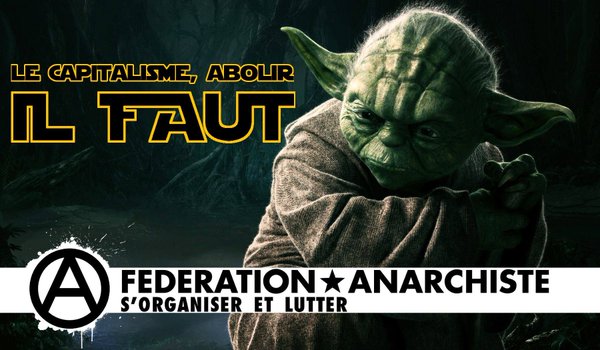 LE CAPITALISME, ABOLIR
IL FAUT
FEDERATION★ANARCHISTE
S'ORGANISER ET LUTTER